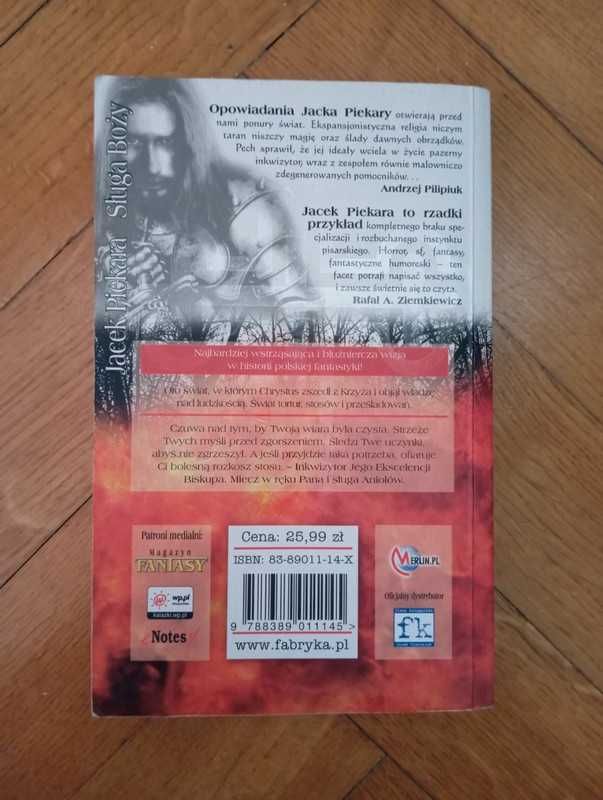 Jacek Piekara Sługa Boży
Opowiadania Jacka Piekary otwierają przed
nami ponury świat. Ekspansjonistyczna religia niczym
taran niszczy magię oraz ślady dawnych obrządków.
Pech sprawił, że jej ideały wciela w życie pazerny
inkwizytor, wraz z zespołem równie malowniczo
zdegenerowanych pomocników. . .
Andrzej Pilipiuk
Jacek Piekara to rzadki
przykład kompletnego braku spe-
cjalizacji i rozbuchanego instynktu
pisarskiego. Horror, sf, fantasy,
fantastyczne humoreski – ten
facet potrafi napisać wszystko,
i zawsze świetnie się to czyta.
Rafał A. Ziemkiewicz
Najbardziej wstrząsająca i bluźniercza wizja
w historii polskiej fantastyki!
Oto świat, w którym Chrystus zszedł z Krzyża i objął władzę
nad ludzkością. Świat tortur, stosów i prześladowań.
Czuwa nad tym, by Twoja wiara była czysta. Strzeże
Twych myśli przed zgorszeniem. Śledzi Twe uczynki,
abyś nie zgrzeszył. A jeśli przyjdzie taka potrzeba, ofiaruje
Ci bolesną rozkosz stosu. – Inkwizytor Jego Ekscelencji
Biskupa. Miecz w ręku Pana i sługa Aniołów.
Patroni medialni:
Magazyn
FANTASY
wp.pl
ksiazki.wp.pl
Notes
Cena: 25,99 zł
ISBN: 83-89011-14-X
9 788389 011145 >
www.fabryka.pl
MERLIN.PL
Oficjalny dystrybutor
fk